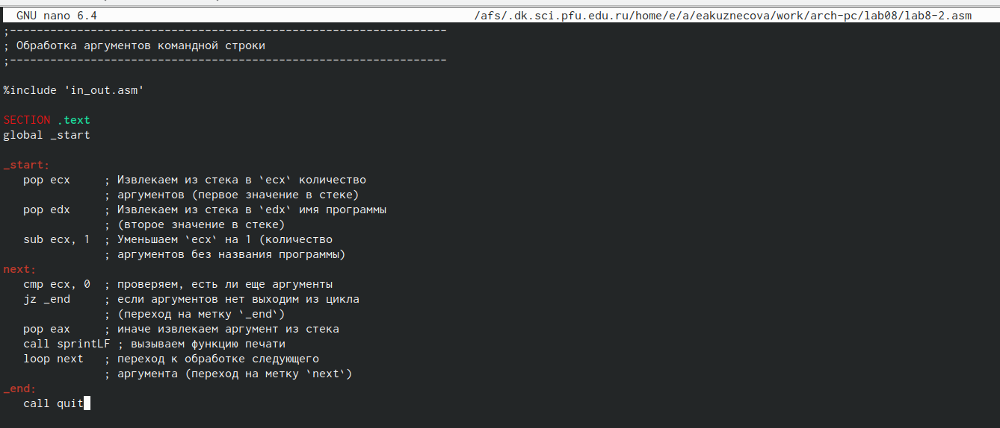 GNU nano 6.4 /afs/.dk.sci.pfu.edu.ru/home/e/a/eakuznecova/work/arch-pc/lab08/lab8-2.asm
;-----------------------------------------------------------------
; Обработка аргументов командной строки
;-----------------------------------------------------------------
%include 'in_out.asm'
SECTION .text
global _start
_start:
pop ecx ; Извлекаем из стека в `ecx` количество
; аргументов (первое значение в стеке)
pop edx ; Извлекаем из стека в `edx` имя программы
; (второе значение в стеке)
sub ecx, 1 ; Уменьшаем `ecx` на 1 (количество
; аргументов без названия программы)
next:
cmp ecx, 0 ; проверяем, есть ли еще аргументы
jz _end ; если аргументов нет выходим из цикла
; (переход на метку `_end`)
pop eax ; иначе извлекаем аргумент из стека
call sprintLF ; вызываем функцию печати
loop next ; переход к обработке следующего
; аргумента (переход на метку `next`)
_end:
call quit